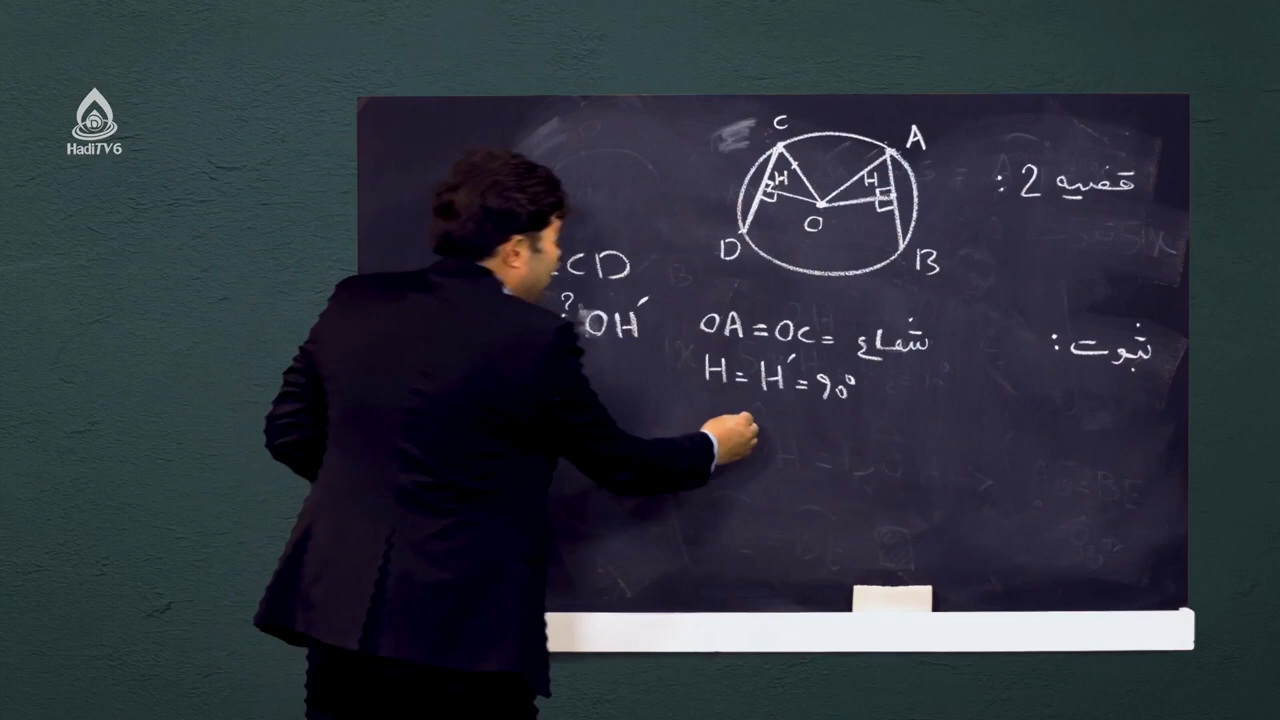 HadiTV6
قضیه 2 :
C
A
H
H
O
D
B
CD
? OH′
ثبوت :
OA = OC = شعاع
H = H′ = 90°